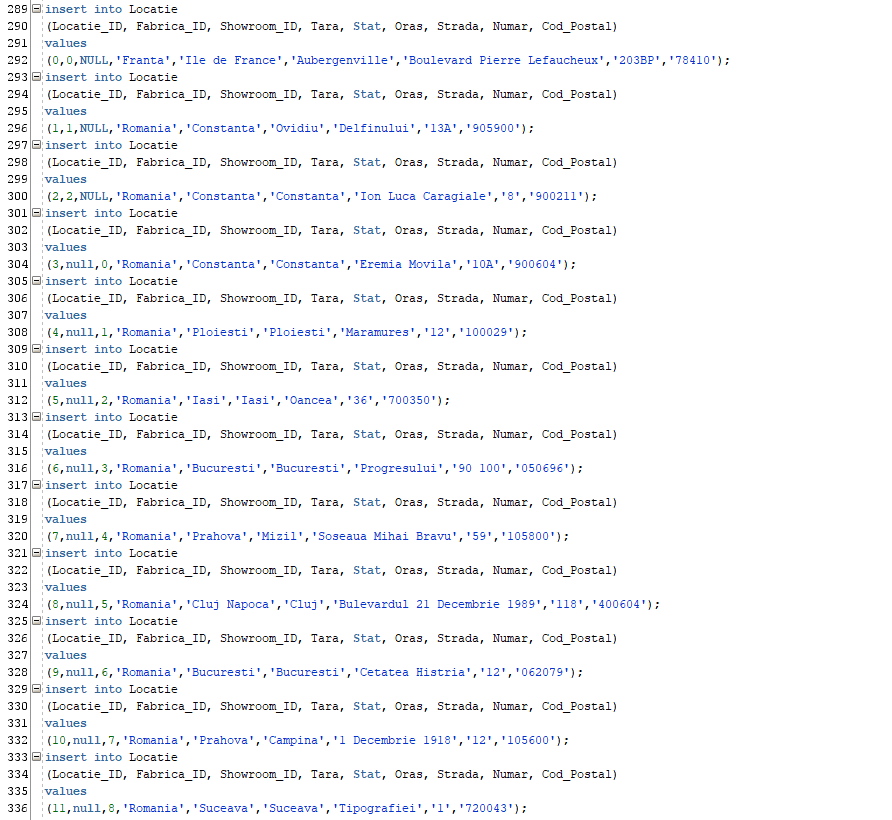 289 insert into Locatie
290 (Locatie_ID, Fabrica_ID, Showroom_ID, Tara, Stat, Oras, Strada, Numar, Cod_Postal)
291 values
292 (0,0,NULL,'Franta','Ile de France','Aubergenville','Boulevard Pierre Lefaucheux','203BP','78410');
293 insert into Locatie
294 (Locatie_ID, Fabrica_ID, Showroom_ID, Tara, Stat, Oras, Strada, Numar, Cod_Postal)
295 values
296 (1,1,NULL,'Romania','Constanta','Ovidiu','Delfinului','13A','905900');
297 insert into Locatie
298 (Locatie_ID, Fabrica_ID, Showroom_ID, Tara, Stat, Oras, Strada, Numar, Cod_Postal)
299 values
300 (2,2,NULL,'Romania','Constanta','Constanta','Ion Luca Caragiale','8','900211');
301 insert into Locatie
302 (Locatie_ID, Fabrica_ID, Showroom_ID, Tara, Stat, Oras, Strada, Numar, Cod_Postal)
303 values
304 (3,null,0,'Romania','Constanta','Constanta','Eremia Movila','10A','900604');
305 insert into Locatie
306 (Locatie_ID, Fabrica_ID, Showroom_ID, Tara, Stat, Oras, Strada, Numar, Cod_Postal)
307 values
308 (4,null,1,'Romania','Ploiesti','Ploiesti','Maramures','12','100029');
309 insert into Locatie
310 (Locatie_ID, Fabrica_ID, Showroom_ID, Tara, Stat, Oras, Strada, Numar, Cod_Postal)
311 values
312 (5,null,2,'Romania','Iasi','Iasi','Oancea','36','700350');
313 insert into Locatie
314 (Locatie_ID, Fabrica_ID, Showroom_ID, Tara, Stat, Oras, Strada, Numar, Cod_Postal)
315 values
316 (6,null,3,'Romania','Bucuresti','Bucuresti','Progresului','90 100','050696');
317 insert into Locatie
318 (Locatie_ID, Fabrica_ID, Showroom_ID, Tara, Stat, Oras, Strada, Numar, Cod_Postal)
319 values
320 (7,null,4,'Romania','Prahova','Mizil','Soseaua Mihai Bravu','59','105800');
321 insert into Locatie
322 (Locatie_ID, Fabrica_ID, Showroom_ID, Tara, Stat, Oras, Strada, Numar, Cod_Postal)
323 values
324 (8,null,5,'Romania','Cluj Napoca','Cluj','Bulevardul 21 Decembrie 1989','118','400604');
325 insert into Locatie
326 (Locatie_ID, Fabrica_ID, Showroom_ID, Tara, Stat, Oras, Strada, Numar, Cod_Postal)
327 values
328 (9,null,6,'Romania','Bucuresti','Bucuresti','Cetatea Histria','12','062079');
329 insert into Locatie
330 (Locatie_ID, Fabrica_ID, Showroom_ID, Tara, Stat, Oras, Strada, Numar, Cod_Postal)
331 values
332 (10,null,7,'Romania','Prahova','Campina','1 Decembrie 1918','12','105600');
333 insert into Locatie
334 (Locatie_ID, Fabrica_ID, Showroom_ID, Tara, Stat, Oras, Strada, Numar, Cod_Postal)
335 values
336 (11,null,8,'Romania','Suceava','Suceava','Tipografiei','1','720043');